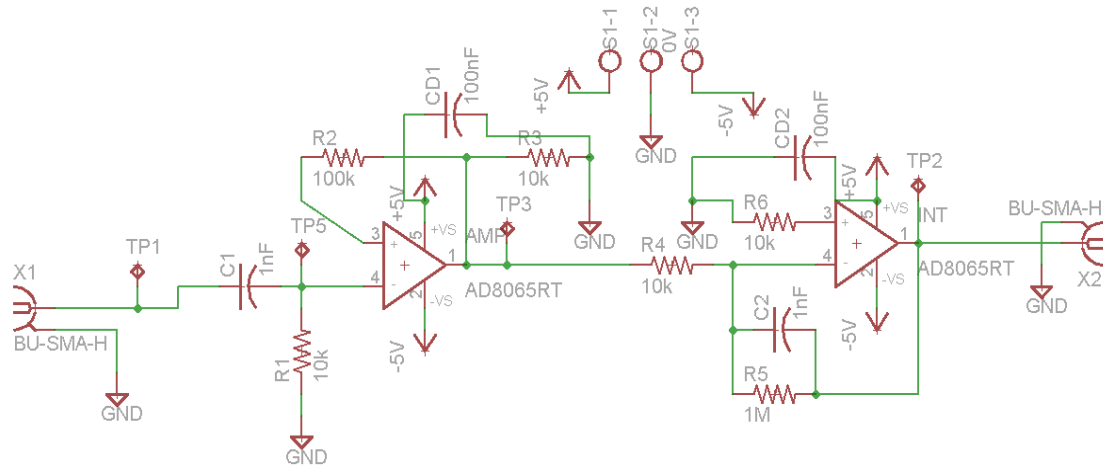 S1-1
S1-2
0V
S1-3
+5V
-5V
GND
CD1
100nF
R2
100k
R3
10k
+5V
+VS
3
+
4
-
5
1
2
-VS
-5V
AMP
AD8065RT
TP3
GND
TP5
C1
1nF
TP1
X1
BU-SMA-H
GND
R1
10k
GND
R4
10k
CD2
100nF
GND
R6
10k
+5V
+VS
3
+
4
-
5
1
2
-VS
-5V
INT
AD8065RT
TP2
C2
1nF
R5
1M
BU-SMA-H
X2
GND